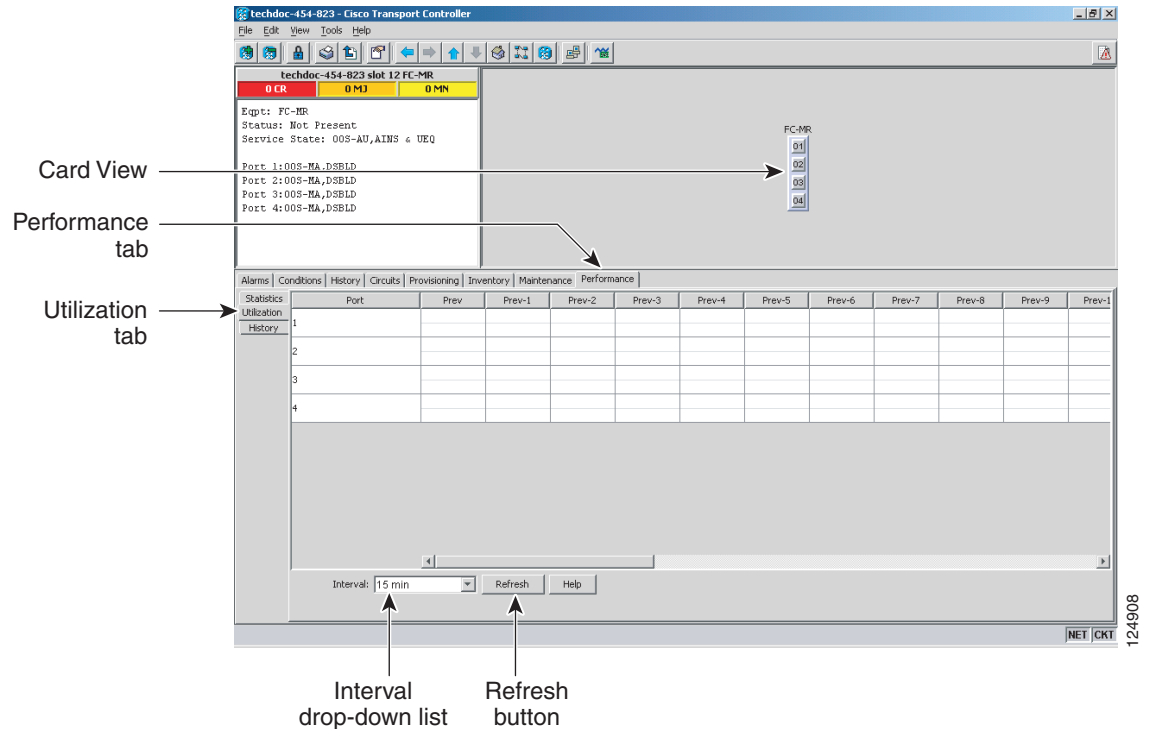 techdoc-454-823 - Cisco Transport Controller
File Edit View Tools Help
techdoc-454-823 slot 12 FC-MR
0 CR 0 MJ 0 MN
Eqpt: FC-MR
Status: Not Present
Service State: OOS-AU,AINS & UEQ
Port 1:OOS-MA.DSBLD
Port 2:OOS-MA,DSBLD
Port 3:OOS-MA,DSBLD
Port 4:OOS-MA,DSBLD
FC-MR
01
02
03
04
Card View
Performance
tab
Utilization
tab
Alarms Conditions History Circuits Provisioning Inventory Maintenance Performance
Statistics
Utilization
History
Port Prev Prev-1 Prev-2 Prev-3 Prev-4 Prev-5 Prev-6 Prev-7 Prev-8 Prev-9 Prev-1
1
2
3
4
Interval: 15 min Refresh Help
NET CKT
124908
Interval
drop-down list
Refresh
button